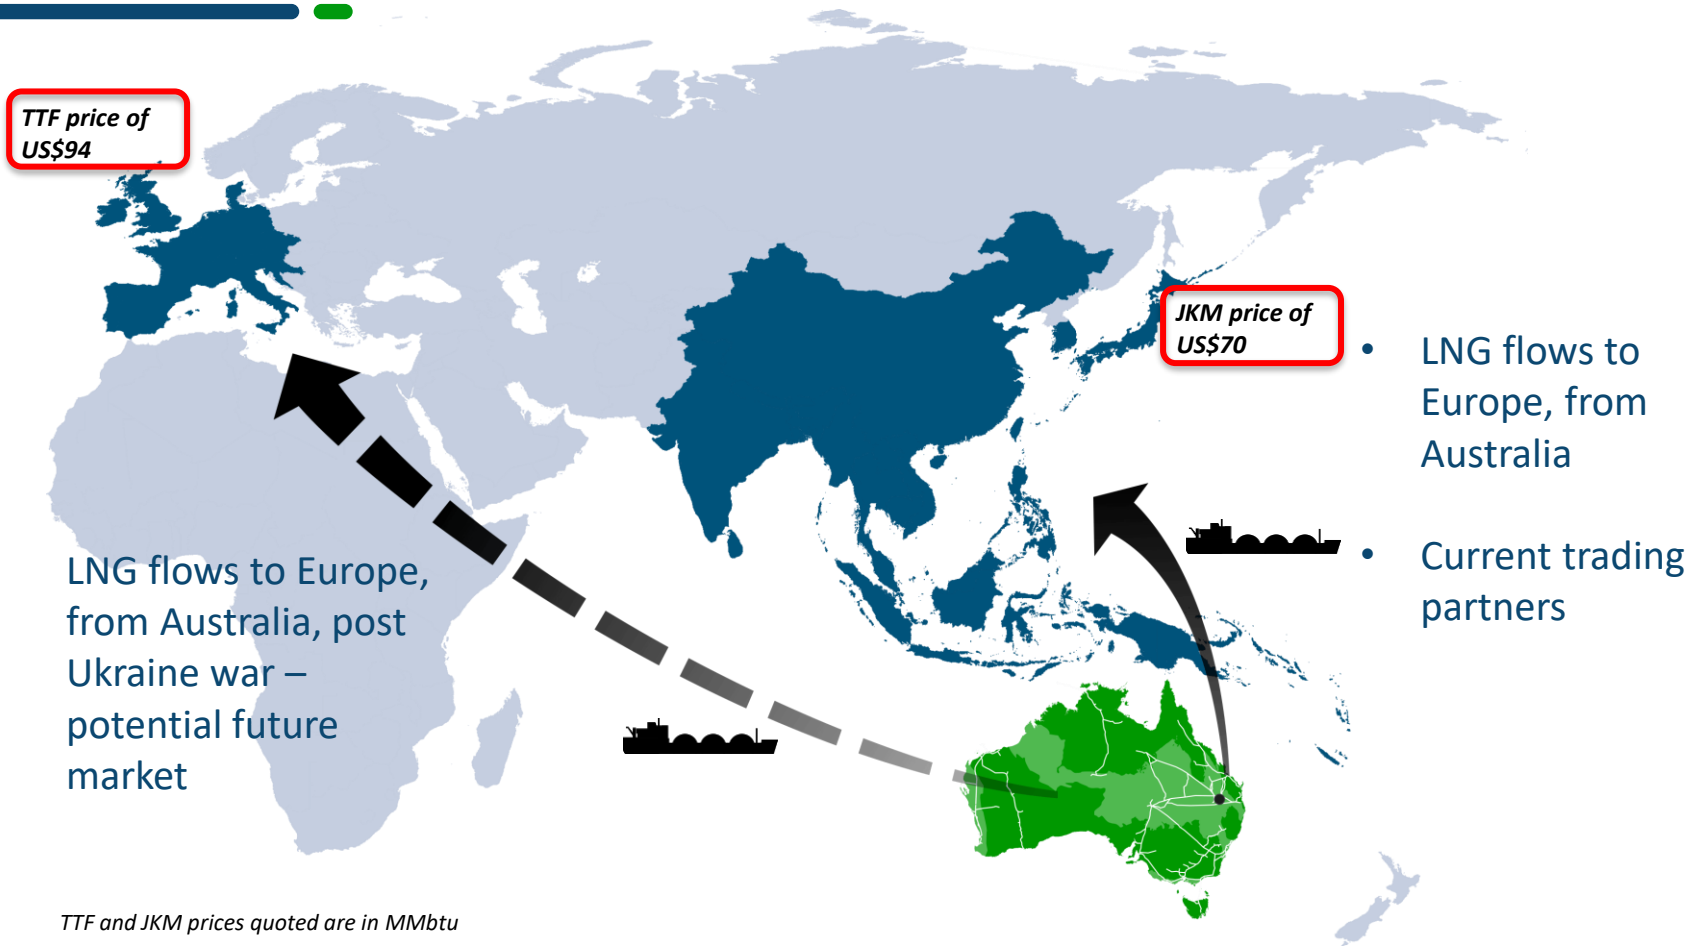 TTF price of
US$94
JKM price of
US$70
• LNG flows to
Europe, from
Australia
• Current trading
partners
LNG flows to Europe,
from Australia, post
Ukraine war –
potential future
market
TTF and JKM prices quoted are in MMbtu